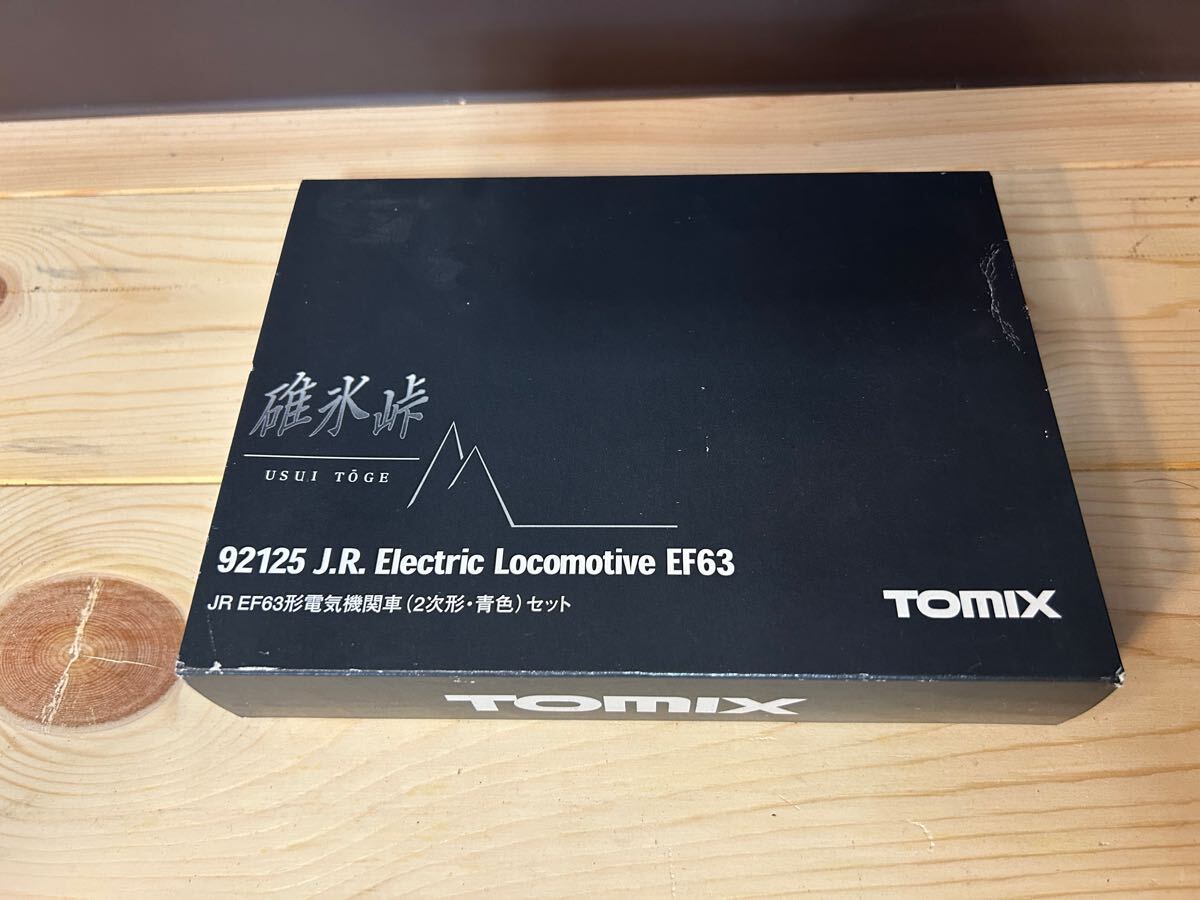 碓氷峠
USUI TŌGE
92125 J.R. Electric Locomotive EF63
JR EF63形電気機関車(2次形・青色)セット
TOMIX
TOMIX